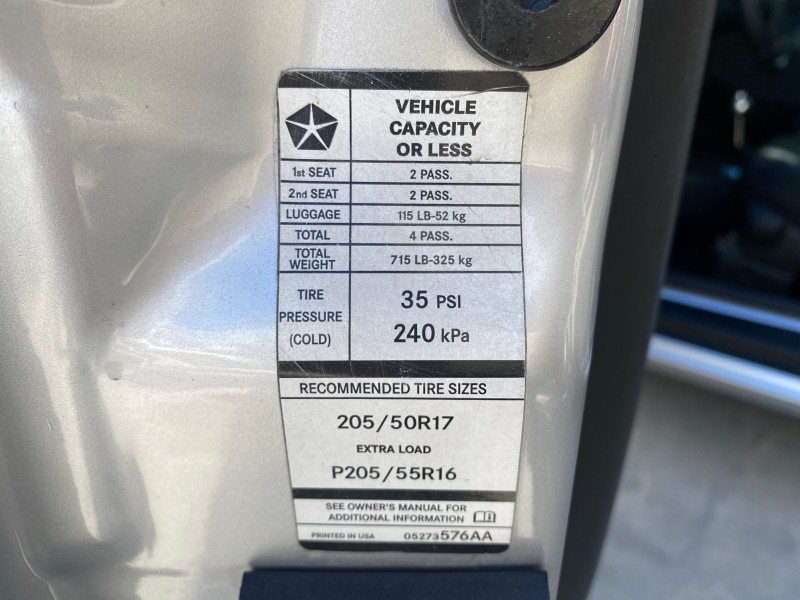 VEHICLE
CAPACITY
OR LESS
1st SEAT 2 PASS.
2nd SEAT 2 PASS.
LUGGAGE 115 LB-52 kg
TOTAL 4 PASS.
TOTAL
WEIGHT 715 LB-325 kg
TIRE
PRESSURE
(COLD)
35 PSI
240 kPa
RECOMMENDED TIRE SIZES
205/50R17
EXTRA LOAD
P205/55R16
SEE OWNER'S MANUAL FOR
ADDITIONAL INFORMATION
PRINTED IN USA 05273576AA